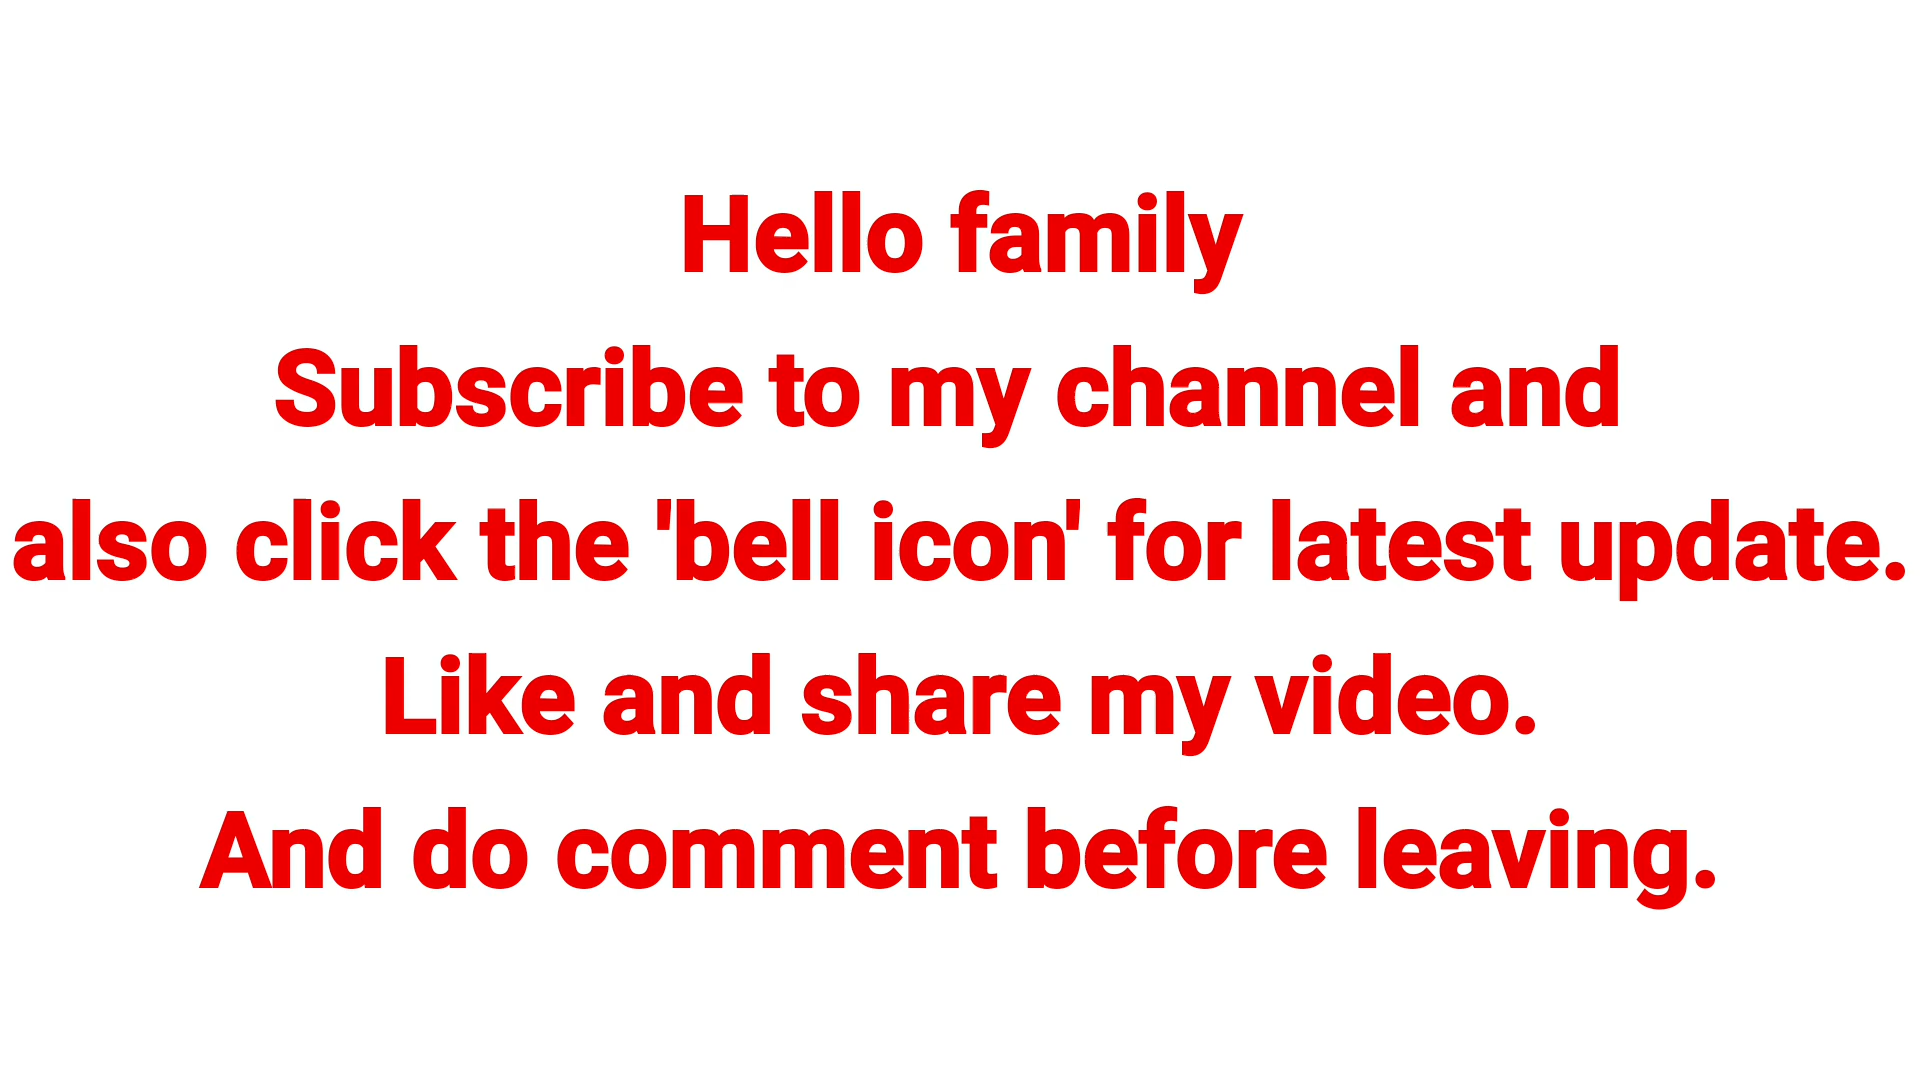 Hello family
Subscribe to my channel and
also click the 'bell icon' for latest update.
Like and share my video.
And do comment before leaving.